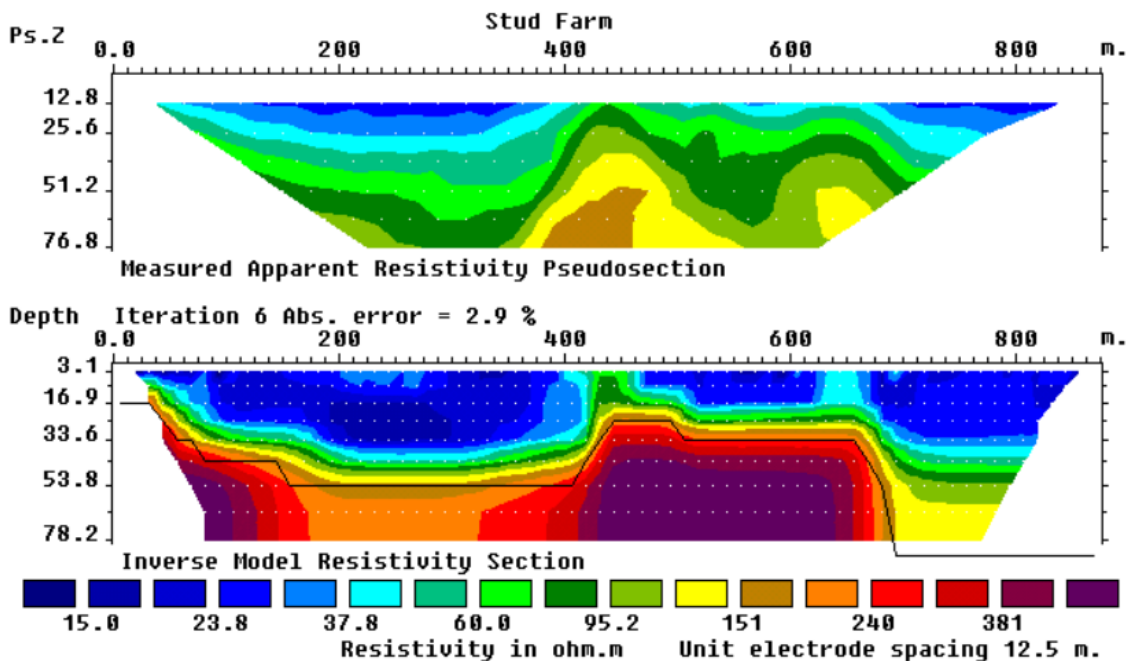 Stud Farm
Ps.Z 0.0 200 400 600 800 m.
12.8
25.6
51.2
76.8
Measured Apparent Resistivity Pseudosection
Depth Iteration 6 Abs. error = 2.9 %
0.0 200 400 600 800 m.
3.1
16.9
33.6
53.8
78.2
Inverse Model Resistivity Section
15.0 23.8 37.8 60.0 95.2 151 240 381
Resistivity in ohm.m Unit electrode spacing 12.5 m.